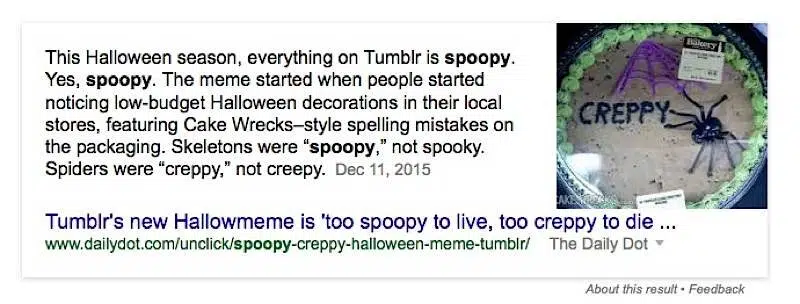 This Halloween season, everything on Tumblr is spoopy.
Yes, spoopy. The meme started when people started
noticing low-budget Halloween decorations in their local
stores, featuring Cake Wrecks–style spelling mistakes on
the packaging. Skeletons were “spoopy,” not spooky.
Spiders were “creppy,” not creepy. Dec 11, 2015
Bakery
CREPPY
Tumblr's new Hallowmeme is 'too spoopy to live, too creppy to die ...
www.dailydot.com/unclick/spoopy-creppy-halloween-meme-tumblr/ The Daily Dot
About this result • Feedback